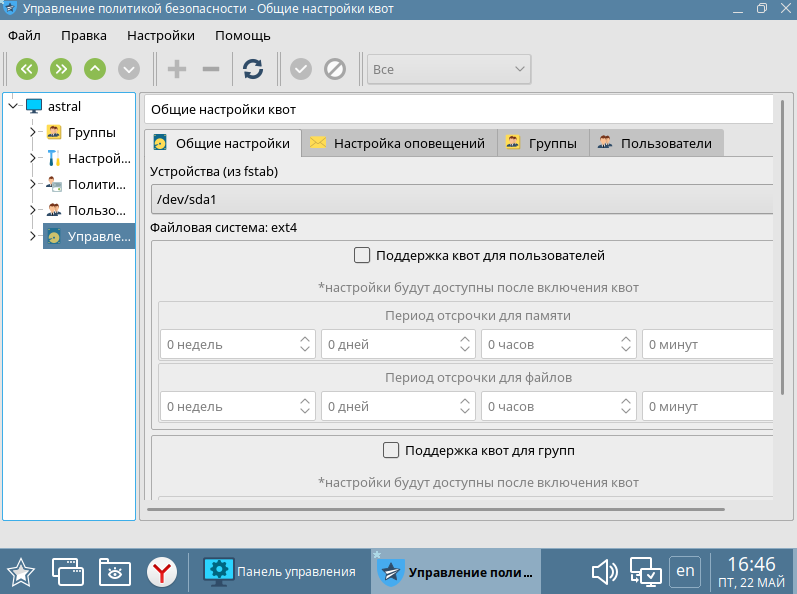 Управление политикой безопасности - Общие настройки квот
Файл Правка Настройки Помощь
Все
astral
Группы
Настрой...
Полити...
Пользо...
Управле...
Общие настройки квот
Общие настройки Настройка оповещений Группы Пользователи
Устройства (из fstab)
/dev/sda1
Файловая система: ext4
Поддержка квот для пользователей
*настройки будут доступны после включения квот
Период отсрочки для памяти
0 недель 0 дней 0 часов 0 минут
Период отсрочки для файлов
0 недель 0 дней 0 часов 0 минут
Поддержка квот для групп
*настройки будут доступны после включения квот
Панель управления
Управление поли...
en
16:46
ПТ, 22 МАЙ